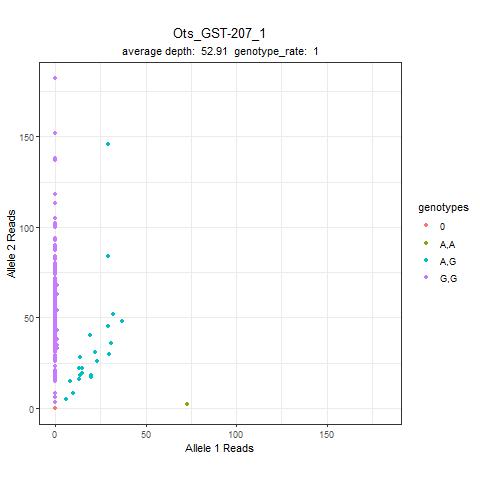 Ots_GST-207_1
average depth: 52.91 genotype_rate: 1
Allele 2 Reads
150
100
50
0
0 50 100 150
Allele 1 Reads
genotypes
0
A,A
A,G
G,G